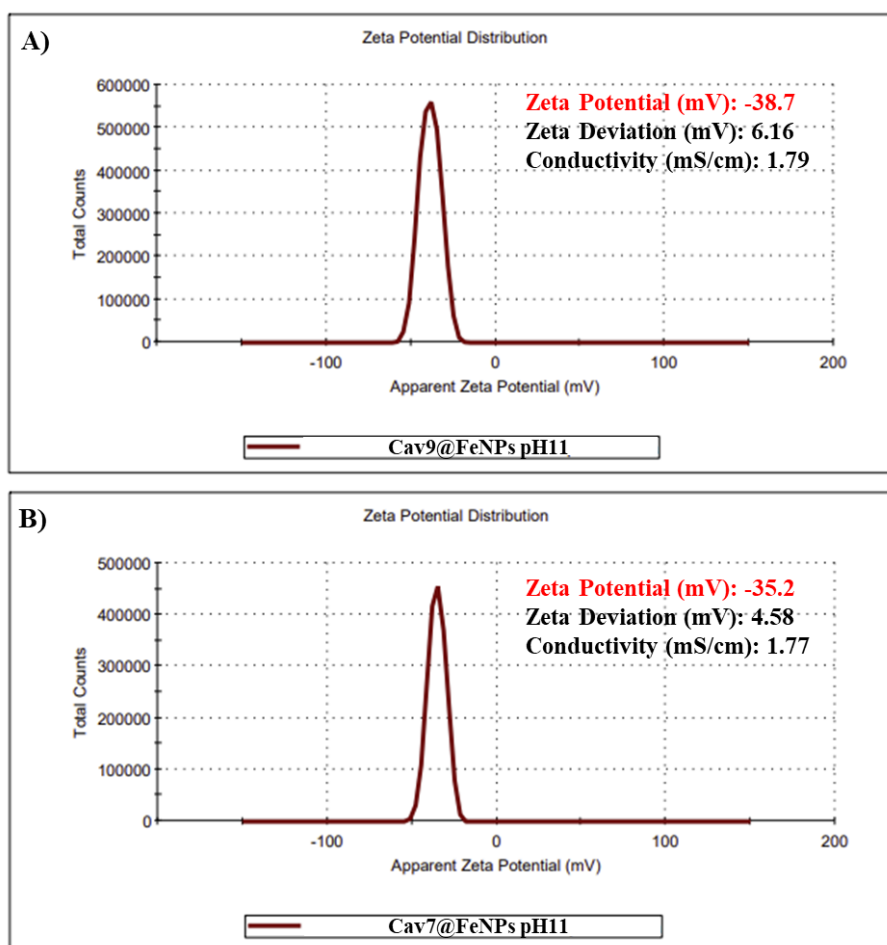 A)
Zeta Potential Distribution
Zeta Potential (mV): -38.7
Zeta Deviation (mV): 6.16
Conductivity (mS/cm): 1.79
Total Counts
600000
500000
400000
300000
200000
100000
0
-100
0
100
200
Apparent Zeta Potential (mV)
Cav9@FeNPs pH11
B)
Zeta Potential Distribution
Zeta Potential (mV): -35.2
Zeta Deviation (mV): 4.58
Conductivity (mS/cm): 1.77
Total Counts
500000
400000
300000
200000
100000
0
-100
0
100
200
Apparent Zeta Potential (mV)
Cav7@FeNPs pH11